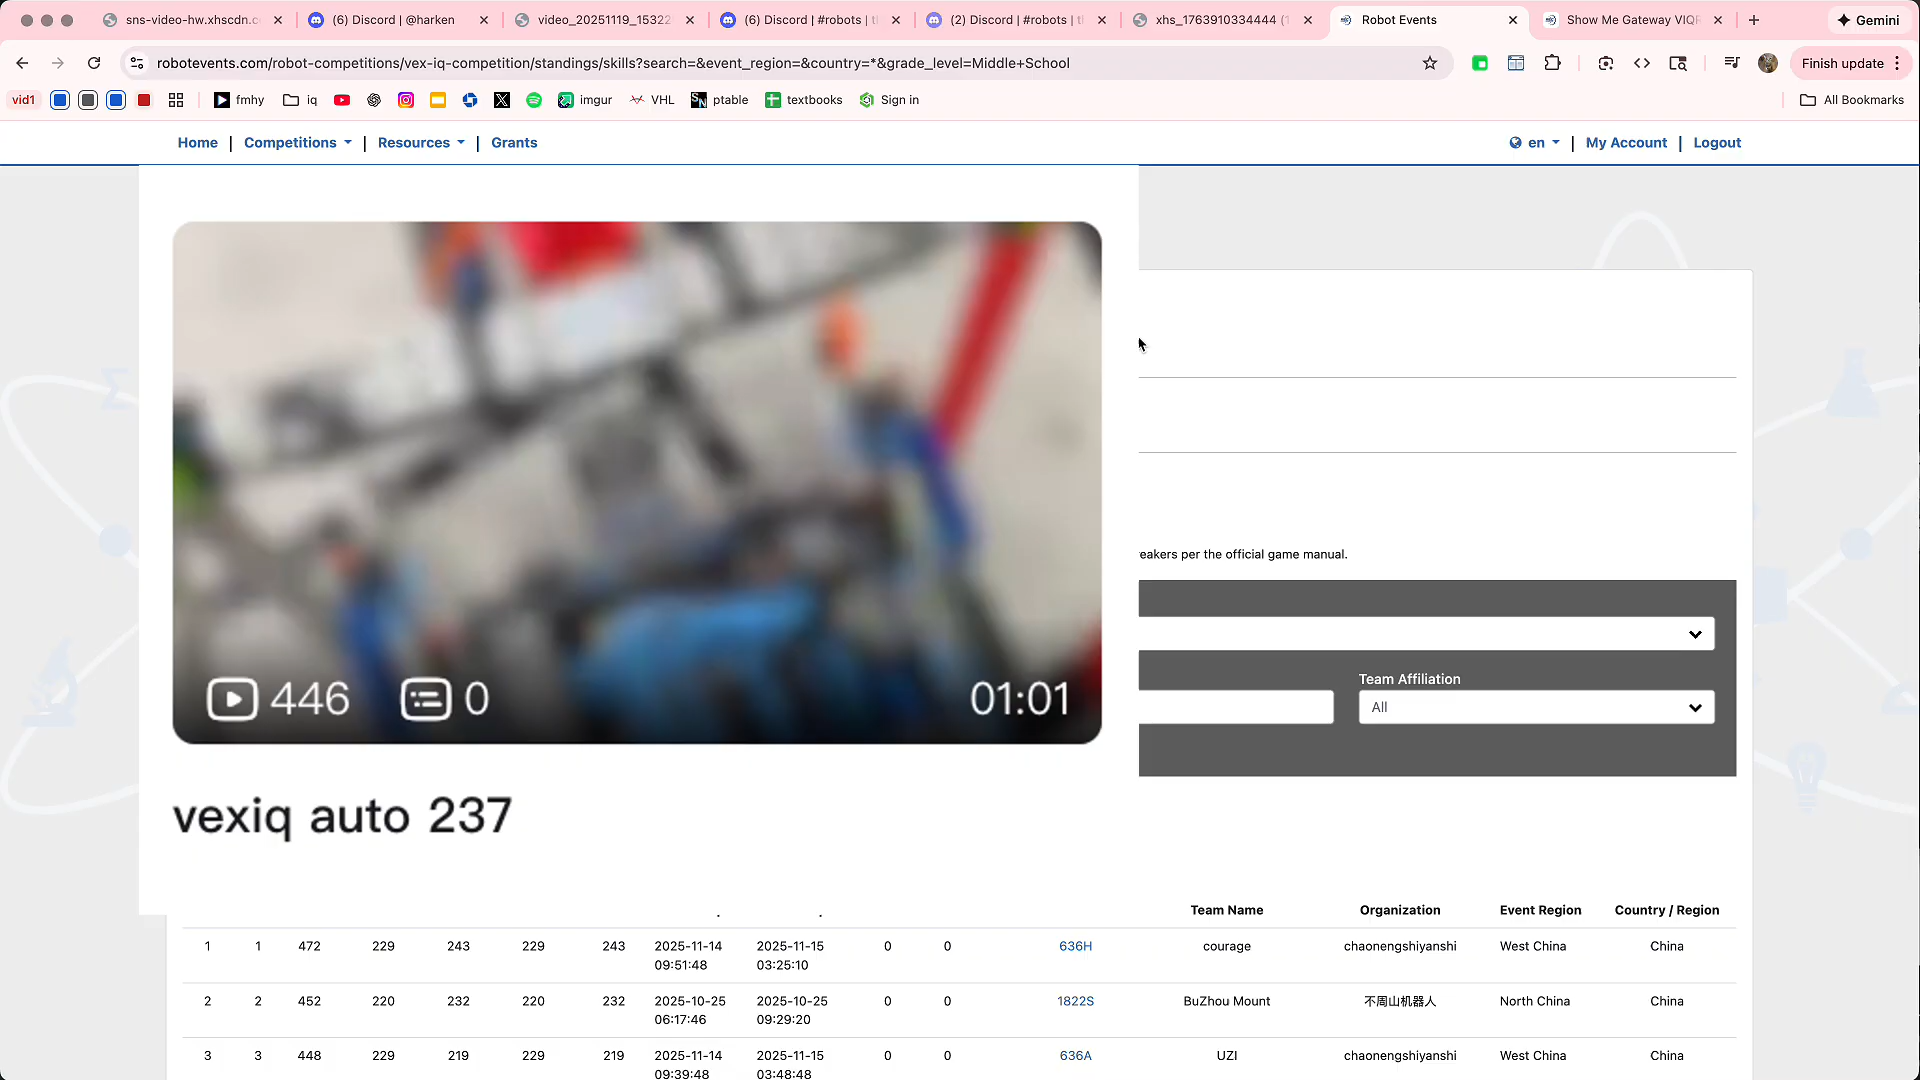 sns-video-hw.xhscdn.c
(6) Discord | @harken
video_20251119_15322
(6) Discord | #robots | t
(2) Discord | #robots | t
xhs_1763910334444 (1
Robot Events
Show Me Gateway VIQR
Gemini
robotevents.com/robot-competitions/vex-iq-competition/standings/skills?search=&event_region=&country=*&grade_level=Middle+School
Finish update
vid1
fmhy
iq
imgur
VHL
ptable
textbooks
Sign in
All Bookmarks
Home | Competitions | Resources | Grants
en | My Account | Logout
eakers per the official game manual.
Team Affiliation
All
446 0 01:01
vexiq auto 237
Team Name Organization Event Region Country / Region
1 1 472 229 243 229 243 2025-11-14 09:51:48 2025-11-15 03:25:10 0 0 636H courage chaonengshiyanshi West China China
2 2 452 220 232 220 232 2025-10-25 06:17:46 2025-10-25 09:29:20 0 0 1822S BuZhou Mount 不周山机器人 North China China
3 3 448 229 219 229 219 2025-11-14 09:39:48 2025-11-15 03:48:48 0 0 636A UZI chaonengshiyanshi West China China